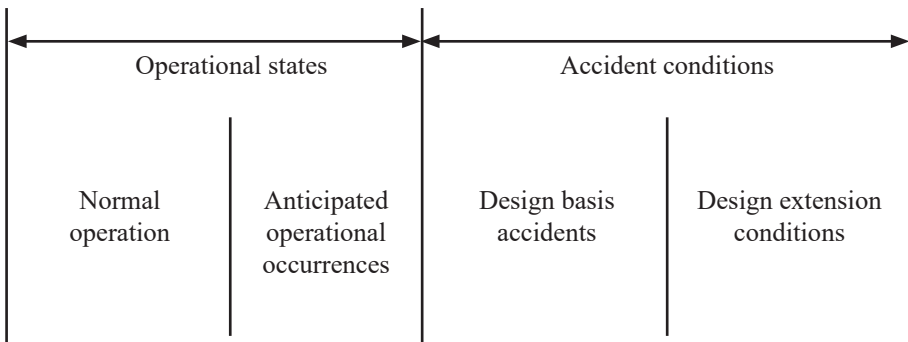 Operational states
Accident conditions
Normal
operation
Anticipated
operational
occurrences
Design basis
accidents
Design extension
conditions